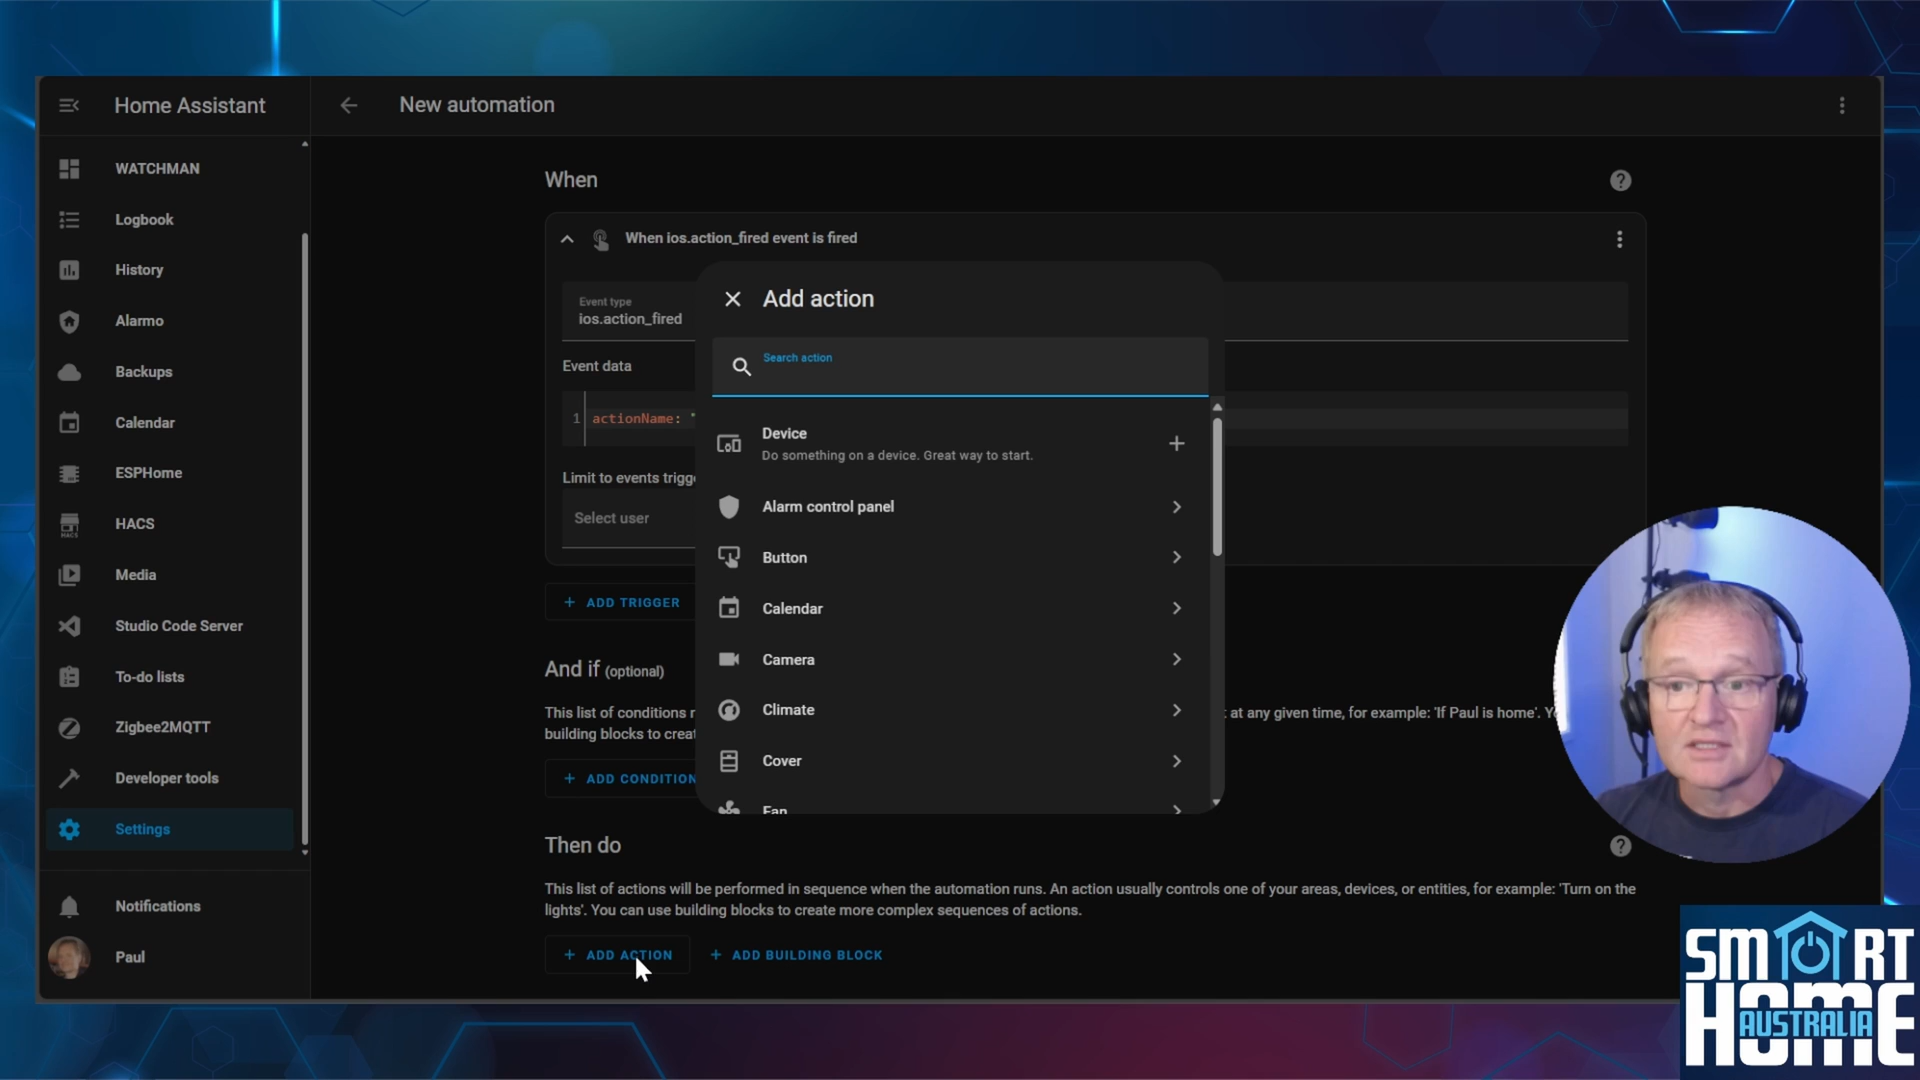 Home Assistant
New automation
WATCHMAN
Logbook
History
Alarmo
Backups
Calendar
ESPHome
HACS
HACS
Media
Studio Code Server
To-do lists
Zigbee2MQTT
Developer tools
Settings
Notifications
Paul
When
When ios.action_fired event is fired
Event type
ios.action_fired
Event data
1 actionName: "
Limit to events trigg
Select user
+ ADD TRIGGER
Add action
Search action
Device
Do something on a device. Great way to start.
Alarm control panel
Button
Calendar
Camera
Climate
Cover
Fan
And if (optional)
This list of conditions
at any given time, for example: 'If Paul is home'.
building blocks to crea
+ ADD CONDITION
Then do
This list of actions will be performed in sequence when the automation runs. An action usually controls one of your areas, devices, or entities, for example: 'Turn on the
lights'. You can use building blocks to create more complex sequences of actions.
+ ADD ACTION
+ ADD BUILDING BLOCK
SMART
HOME
AUSTRALIA